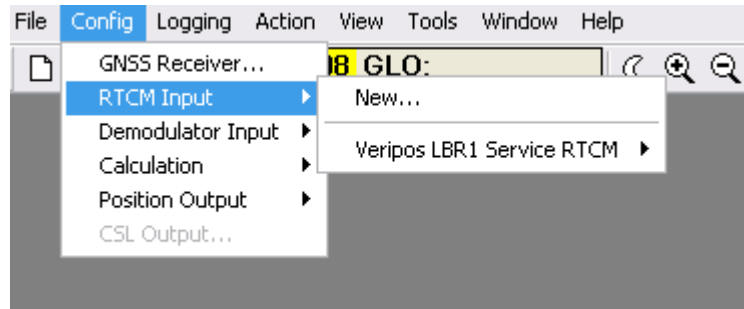 File Config Logging Action View Tools Window Help
GNSS Receiver... 08 GLO:
RTCM Input New...
Demodulator Input Veripos LBR1 Service RTCM
Calculation
Position Output
CSL Output...